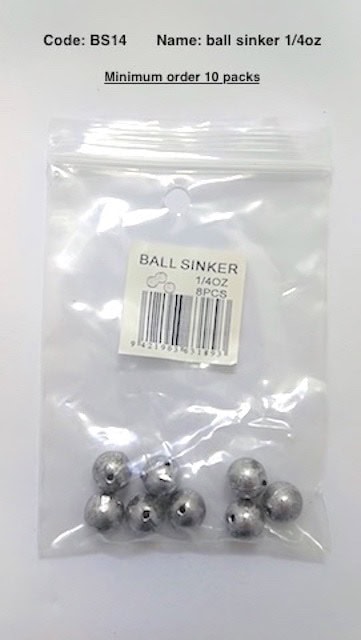 Code: BS14 Name: ball sinker 1/4oz
Minimum order 10 packs
BALL SINKER
1/4OZ
8PCS